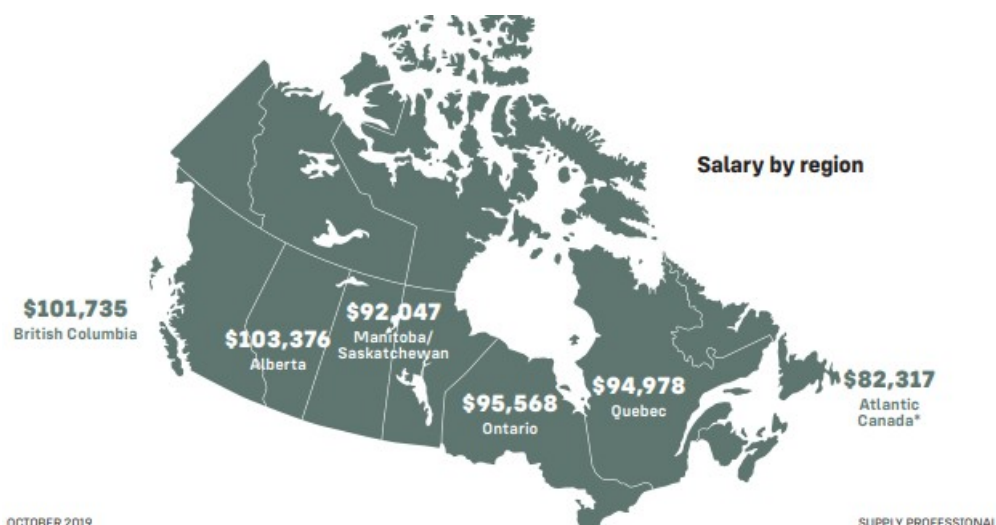 Salary by region
$101,735
British Columbia
$103,376
Alberta
$92,047
Manitoba/
Saskatchewan
$95,568
Ontario
$94,978
Quebec
$82,317
Atlantic
Canada*
OCTOBER 2019
SUPPLY PROFESSIONAL